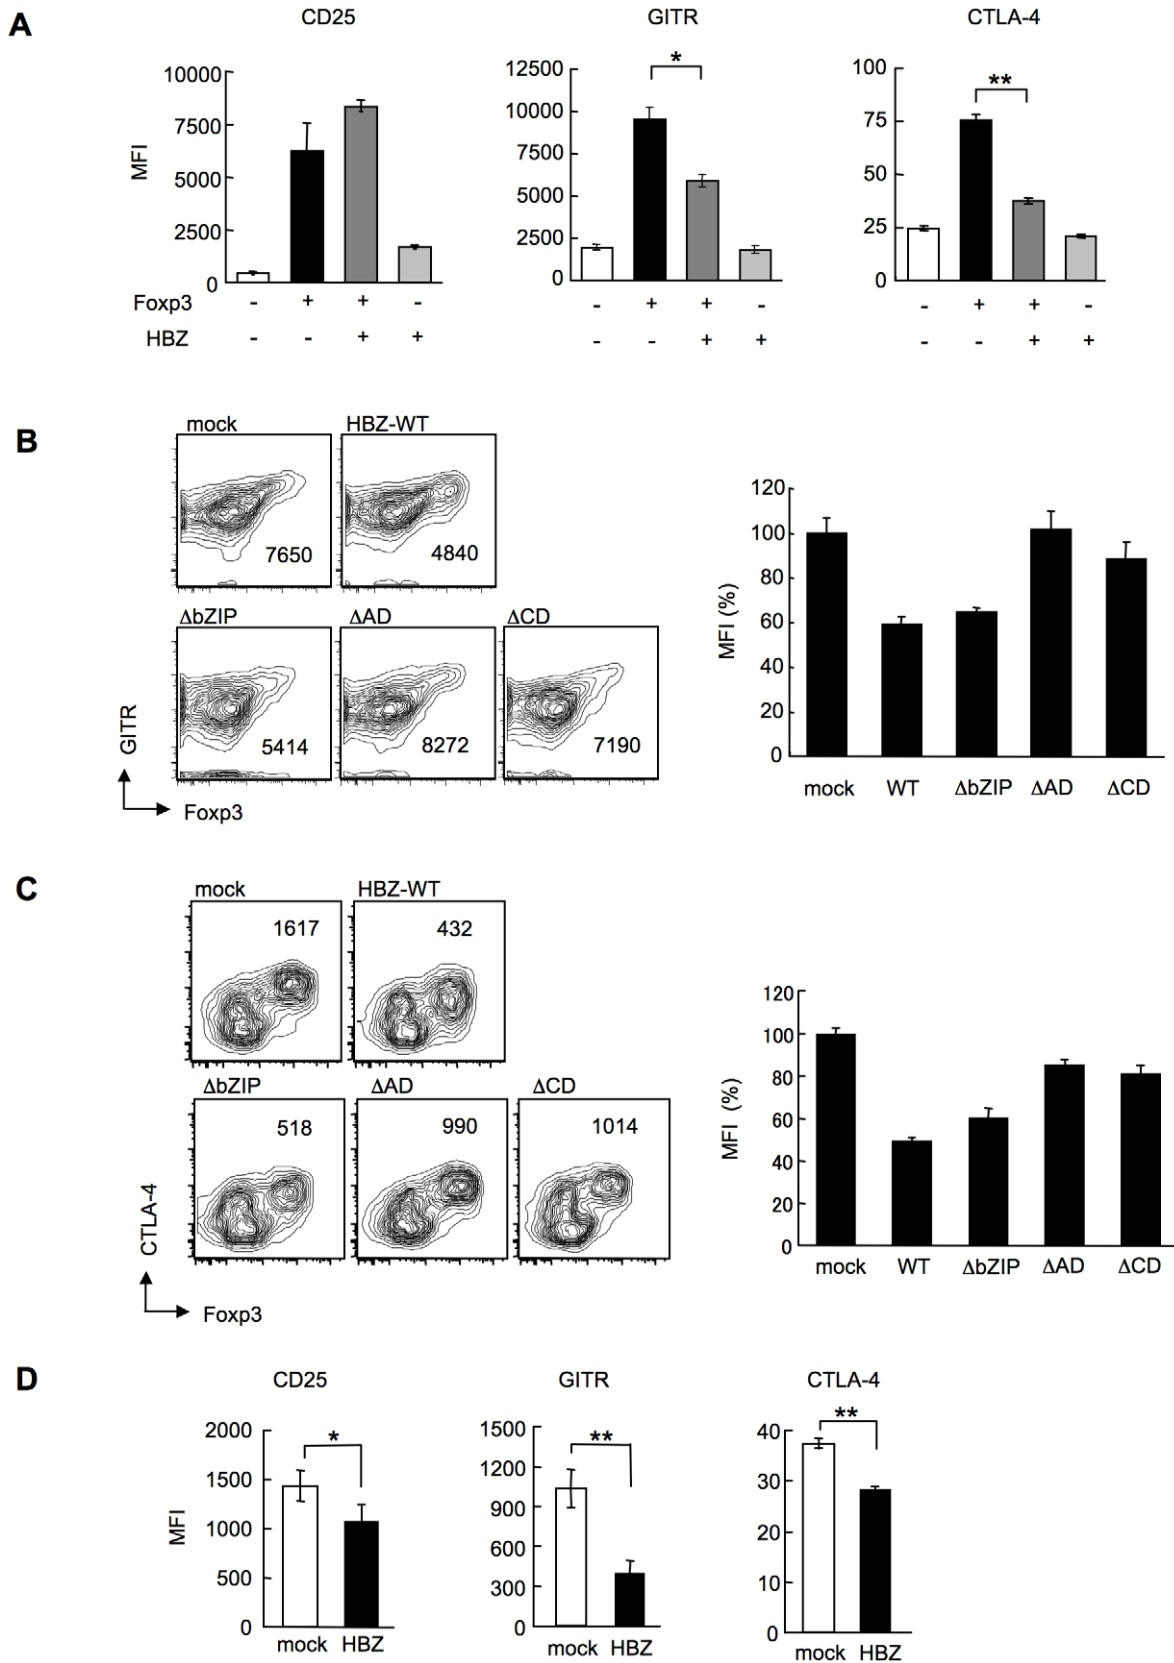 A
CD25
GITR
CTLA-4
MFI
10000
7500
5000
2500
0
12500
10000
7500
5000
2500
0
*
100
75
50
25
0
**
Foxp3 - + + - - + + - - + + -
HBZ - - + + - - + + - - + +
B
mock
HBZ-WT
7650
4840
ΔbZIP
ΔAD
ΔCD
5414
8272
7190
GITR
Foxp3
MFI (%)
120
100
80
60
40
20
0
mock WT ΔbZIP ΔAD ΔCD
C
mock
HBZ-WT
1617
432
ΔbZIP
ΔAD
ΔCD
518
990
1014
CTLA-4
Foxp3
MFI (%)
120
100
80
60
40
20
0
mock WT ΔbZIP ΔAD ΔCD
D
CD25
GITR
CTLA-4
MFI
2000
1500
1000
500
0
*
mock HBZ
1500
1200
900
600
300
0
**
mock HBZ
40
30
20
10
0
**
mock HBZ